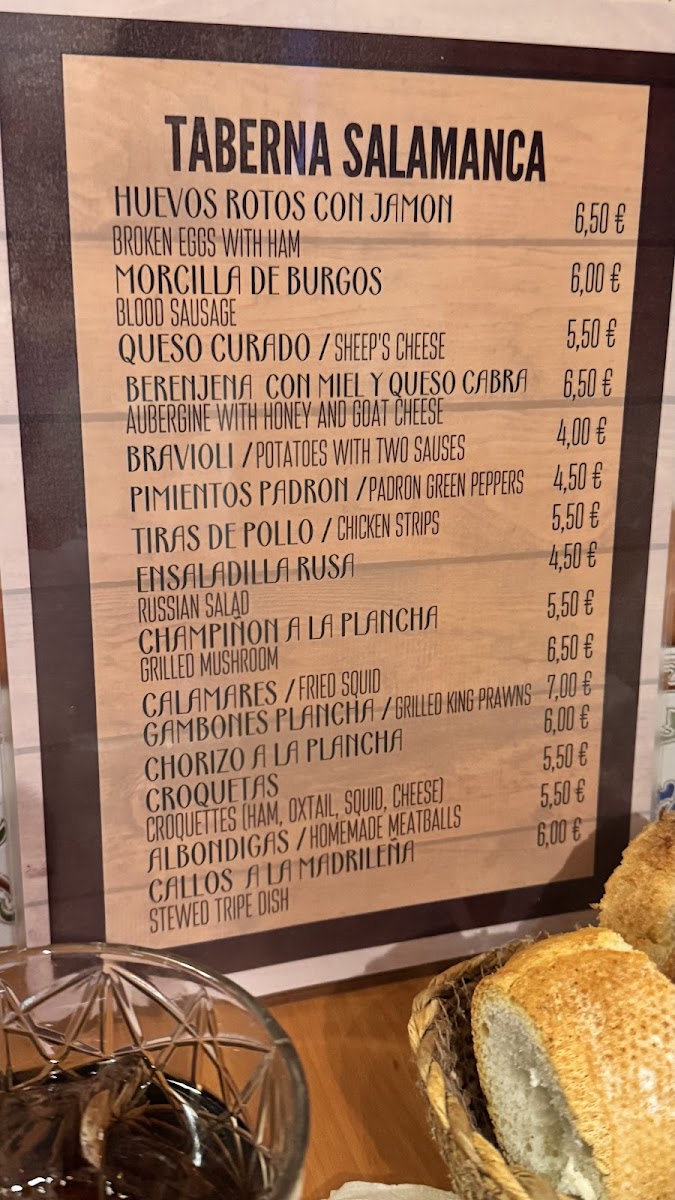 TABERNA SALAMANCA
HUEVOS ROTOS CON JAMON 6,50 €
BROKEN EGGS WITH HAM
MORCILLA DE BURGOS 6,00 €
BLOOD SAUSAGE
QUESO CURADO / SHEEP'S CHEESE 5,50 €
BERENJENA CON MIEL Y QUESO CABRA 6,50 €
AUBERGINE WITH HONEY AND GOAT CHEESE
BRAVIOLI / POTATOES WITH TWO SAUSES 4,00 €
PIMIENTOS PADRON / PADRON GREEN PEPPERS 4,50 €
TIRAS DE POLLO / CHICKEN STRIPS 5,50 €
ENSALADILLA RUSA 4,50 €
RUSSIAN SALAD
CHAMPIÑON A LA PLANCHA 5,50 €
GRILLED MUSHROOM
CALAMARES / FRIED SQUID 6,50 €
GAMBONES PLANCHA / GRILLED KING PRAWNS 7,00 €
CHORIZO A LA PLANCHA 6,00 €
CROQUETAS 5,50 €
CROQUETTES (HAM, OXTAIL, SQUID, CHEESE)
ALBONDIGAS / HOMEMADE MEATBALLS 5,50 €
CALLOS A LA MADRILEÑA 6,00 €
STEWED TRIPE DISH